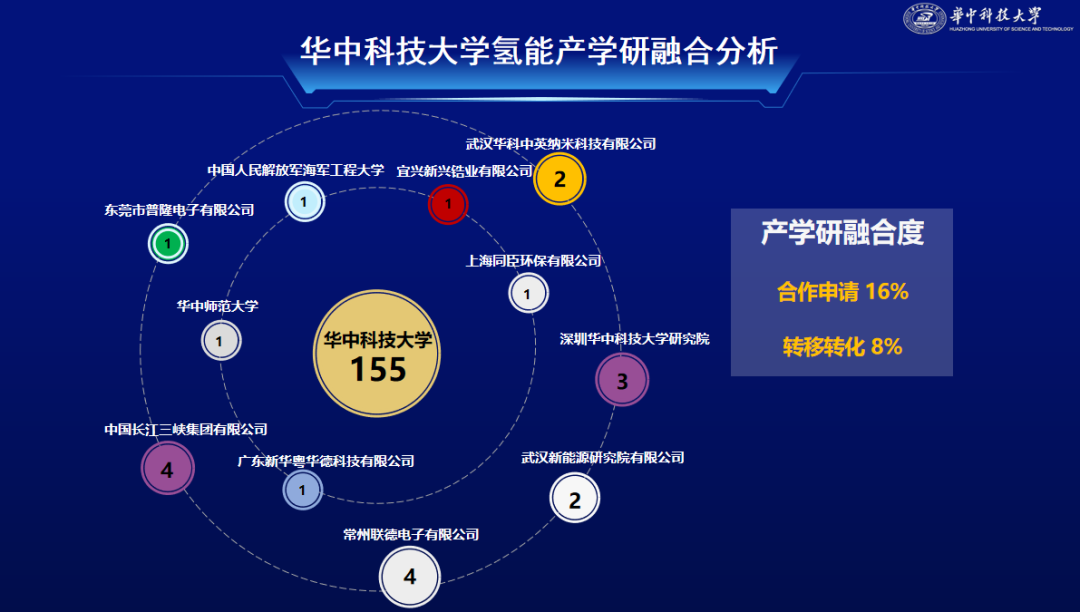 華中科技大学
HUAZHONG UNIVERSITY OF SCIENCE AND TECHNOLOGY
华中科技大学氢能产学研融合分析
武汉华科中英纳米科技有限公司
2
中国人民解放军海军工程大学
1
宜兴新兴锆业有限公司
1
东莞市普隆电子有限公司
1
上海同臣环保有限公司
1
华中师范大学
1
华中科技大学
155
深圳华中科技大学研究院
3
中国长江三峡集团有限公司
4
广东新华粤华德科技有限公司
1
武汉新能源研究院有限公司
2
常州联德电子有限公司
4
产学研融合度
合作申请 16%
转移转化 8%